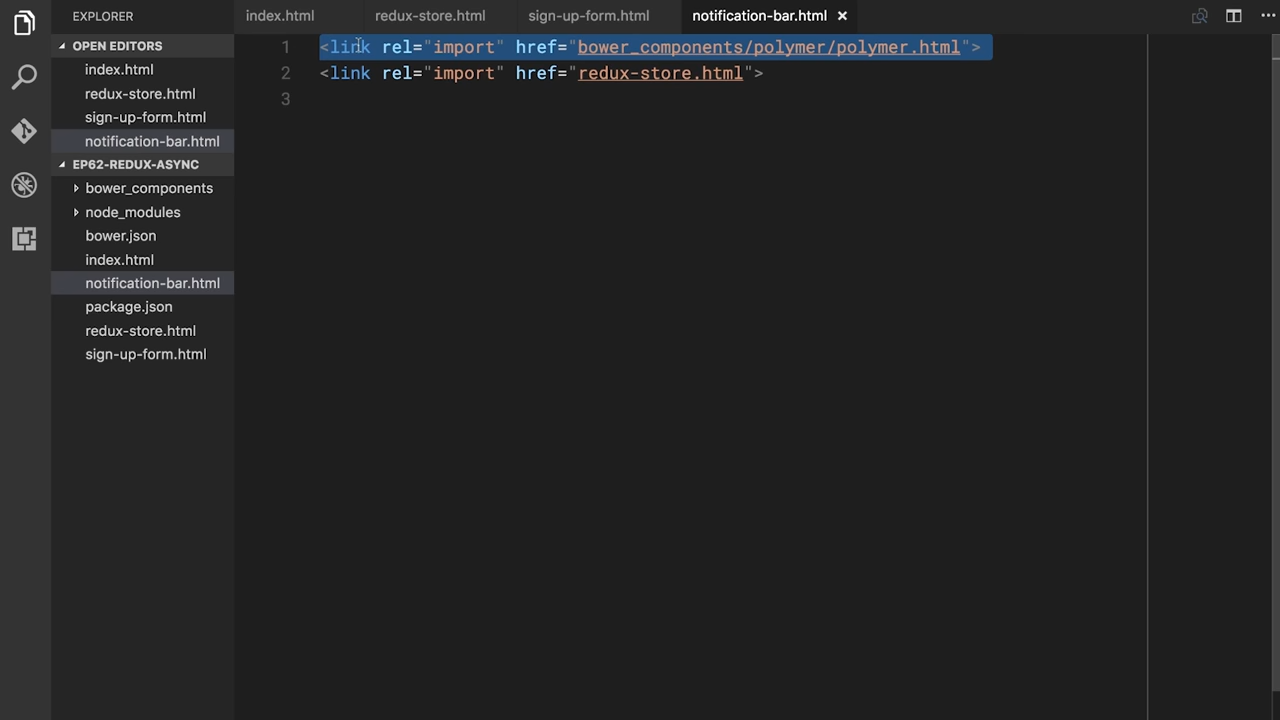 EXPLORER
OPEN EDITORS
index.html
redux-store.html
sign-up-form.html
notification-bar.html
EP62-REDUX-ASYNC
bower_components
node_modules
bower.json
index.html
notification-bar.html
package.json
redux-store.html
sign-up-form.html
index.html redux-store.html sign-up-form.html notification-bar.html
1 <link rel="import" href="bower_components/polymer/polymer.html">
2 <link rel="import" href="redux-store.html">
3